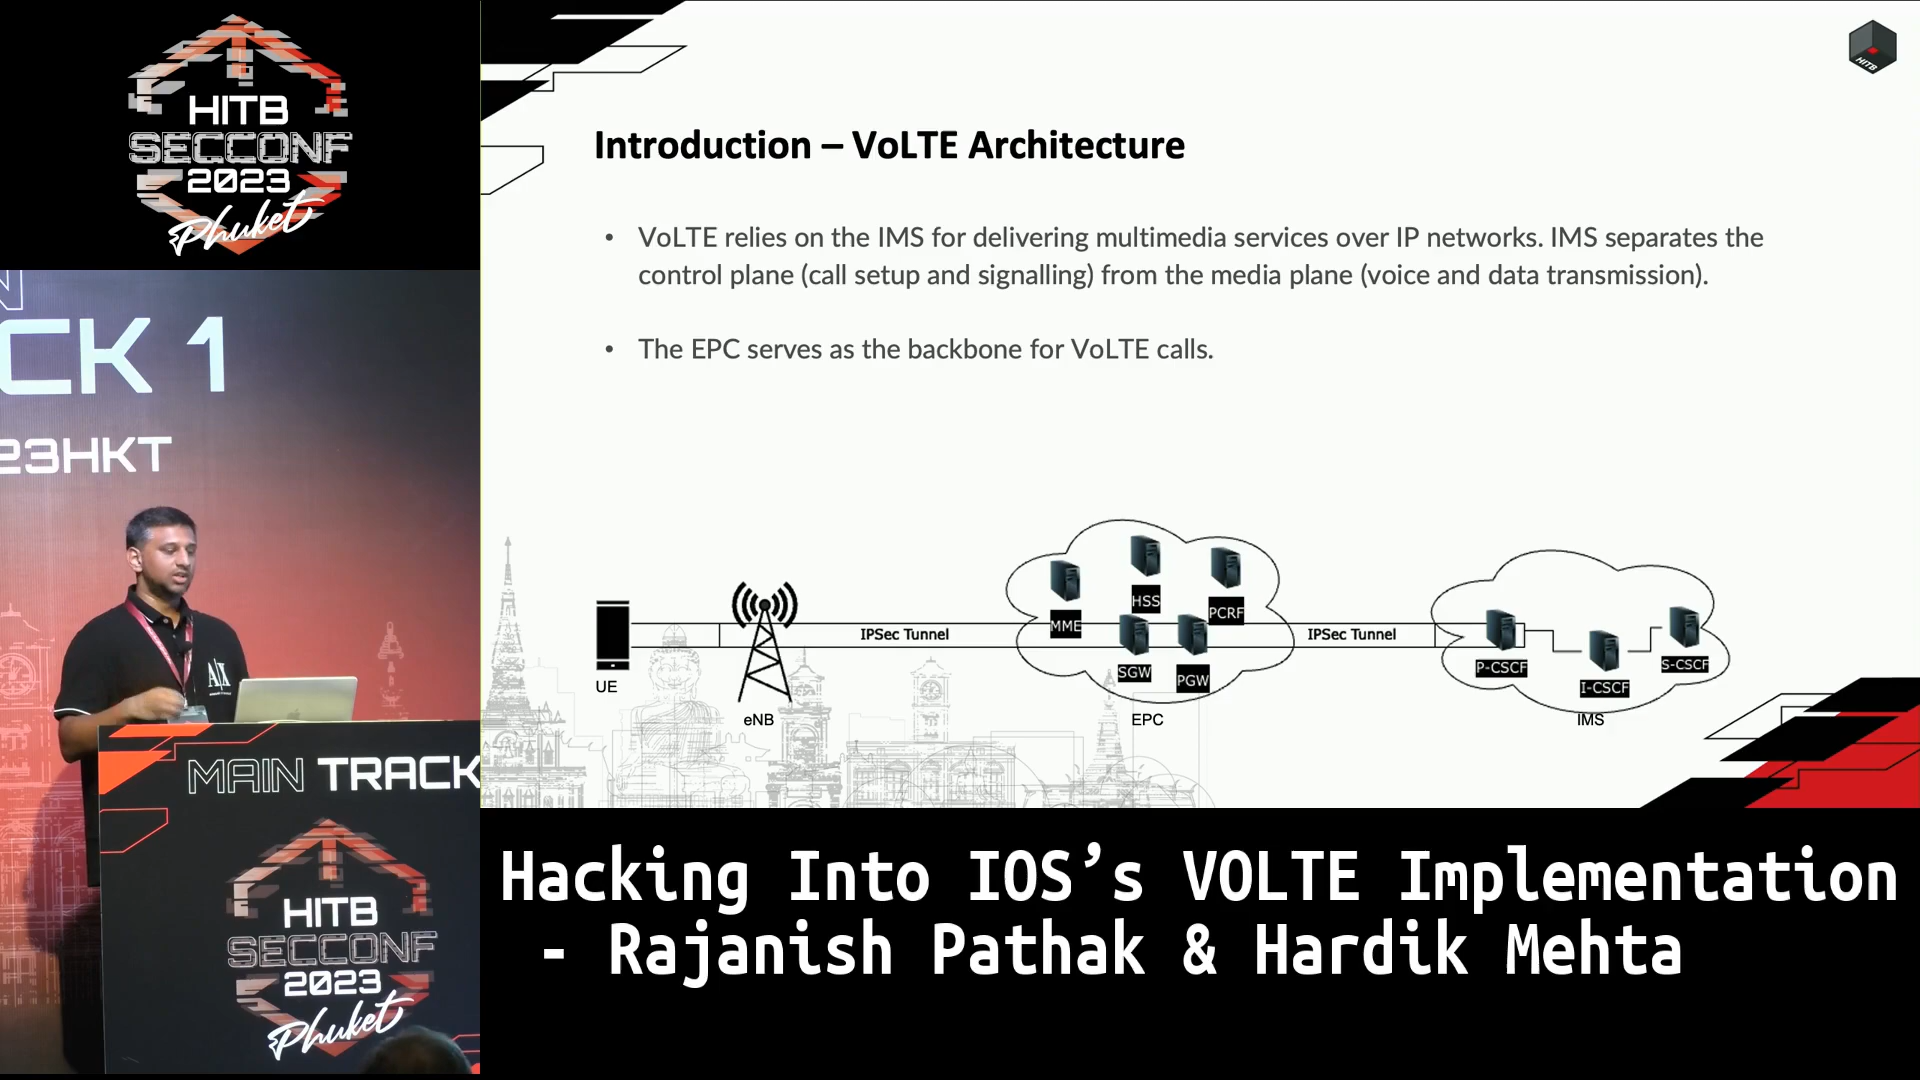 HITB
SECCONF
2023
Phuket
N
CK 1
23HKT
A|X
MAIN TRACK
HITB
SECCONF
2023
Phuket
HITB
Introduction – VoLTE Architecture
• VoLTE relies on the IMS for delivering multimedia services over IP networks. IMS separates the
control plane (call setup and signalling) from the media plane (voice and data transmission).
• The EPC serves as the backbone for VoLTE calls.
UE
eNB
IPSec Tunnel
MME
HSS
PCRF
SGW
PGW
EPC
IPSec Tunnel
P-CSCF
I-CSCF
S-CSCF
IMS
Hacking Into IOS’s VOLTE Implementation
- Rajanish Pathak & Hardik Mehta